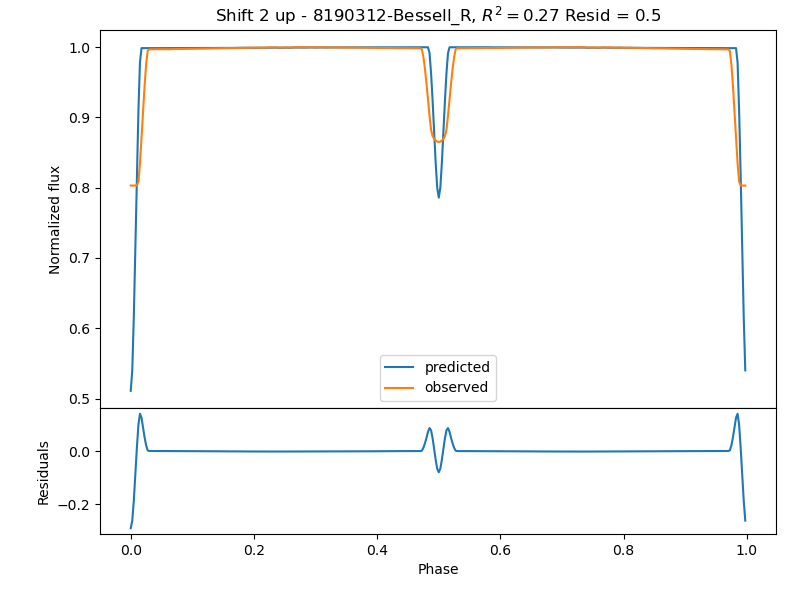 Shift 2 up - 8190312-Bessell_R, R² = 0.27 Resid = 0.5
1.0
0.9
0.8
0.7
0.6
0.5
Normalized flux
predicted
observed
0.0
−0.2
Residuals
0.0 0.2 0.4 0.6 0.8 1.0
Phase